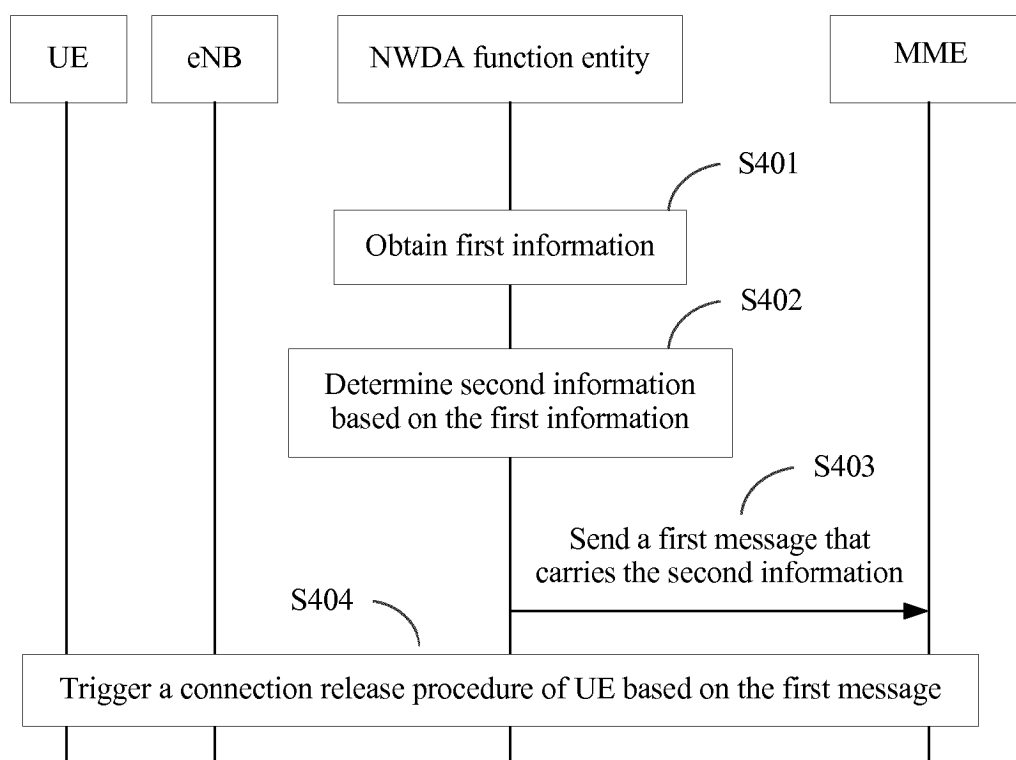 UE
eNB
NWDA function entity
MME
S401
Obtain first information
S402
Determine second information
based on the first information
S403
Send a first message that
carries the second information
S404
Trigger a connection release procedure of UE based on the first message